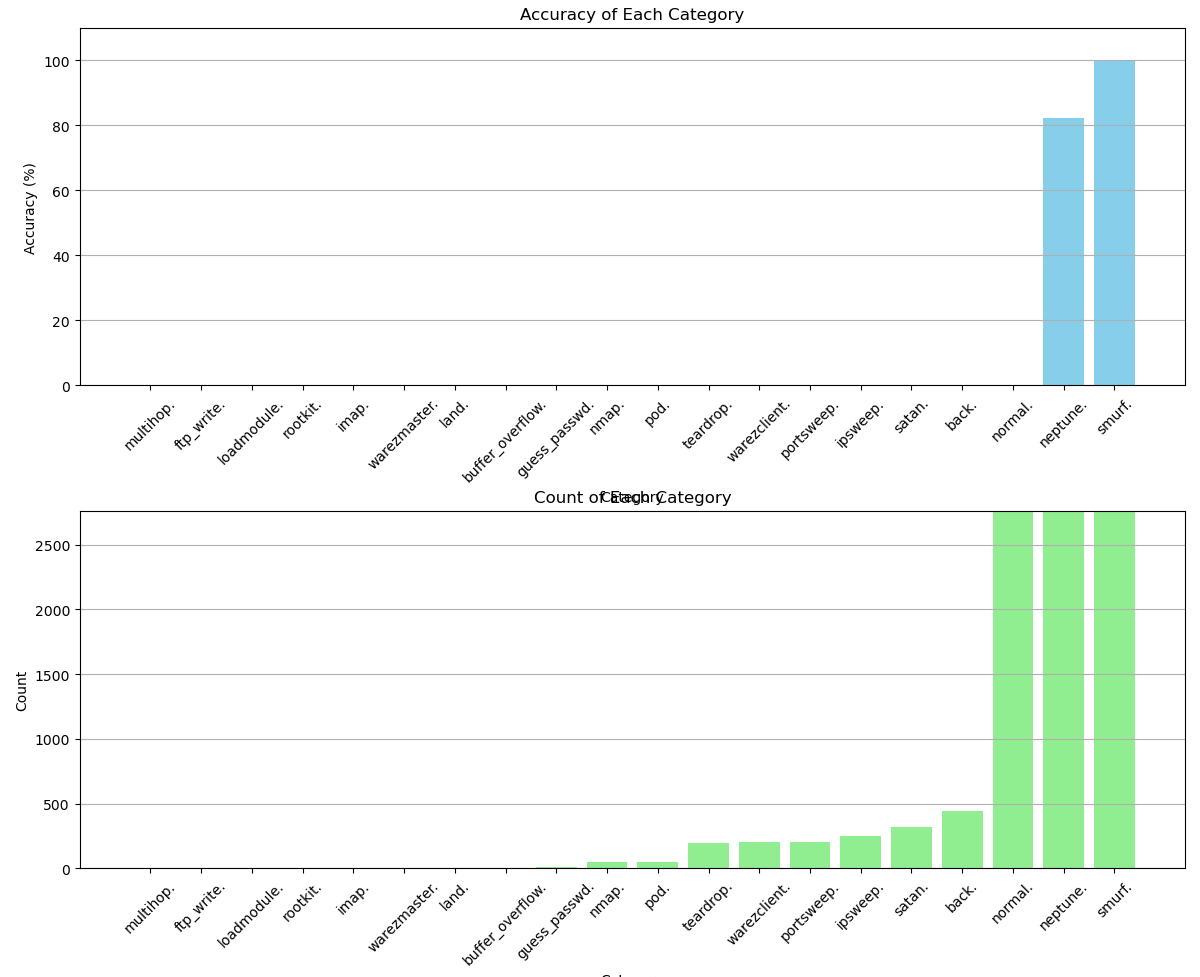 Accuracy of Each Category
Accuracy (%)
100
80
60
40
20
0
multihop.
ftp_write.
loadmodule.
rootkit.
imap.
warezmaster.
land.
buffer_overflow.
guess_passwd.
nmap.
pod.
teardrop.
warezclient.
portsweep.
ipsweep.
satan.
back.
normal.
neptune.
smurf.
Category
Count of Each Category
Count
2500
2000
1500
1000
500
0
multihop.
ftp_write.
loadmodule.
rootkit.
imap.
warezmaster.
land.
buffer_overflow.
guess_passwd.
nmap.
pod.
teardrop.
warezclient.
portsweep.
ipsweep.
satan.
back.
normal.
neptune.
smurf.